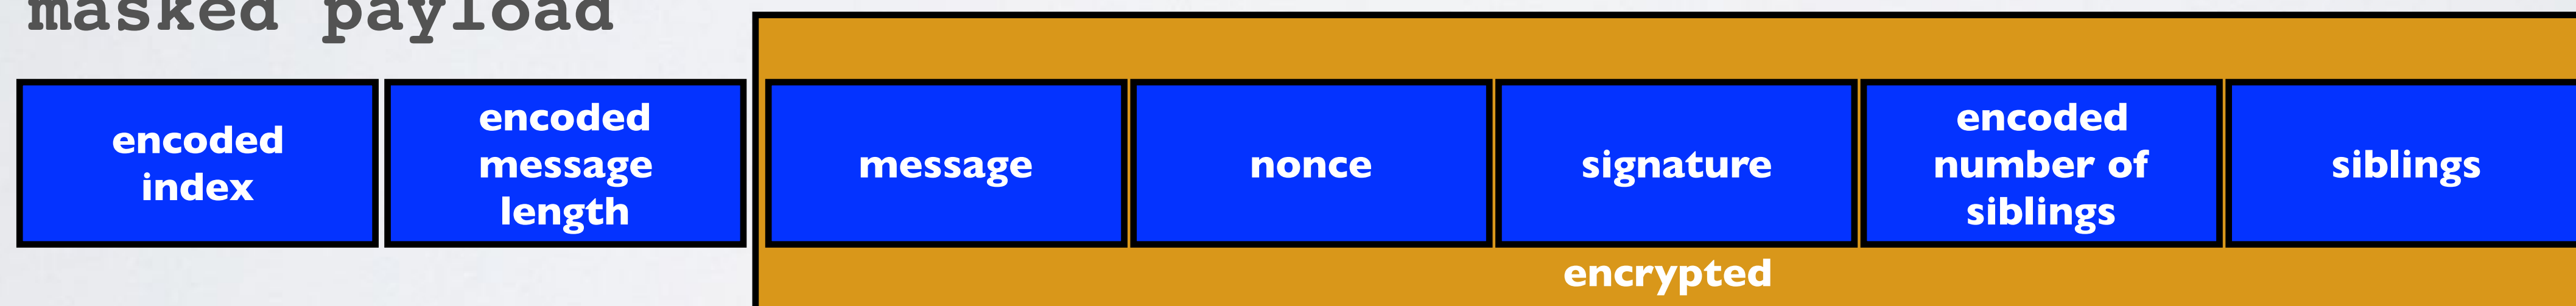 masked payload
encoded
index
encoded
message
length
message
nonce
signature
encoded
number of
siblings
siblings
encrypted